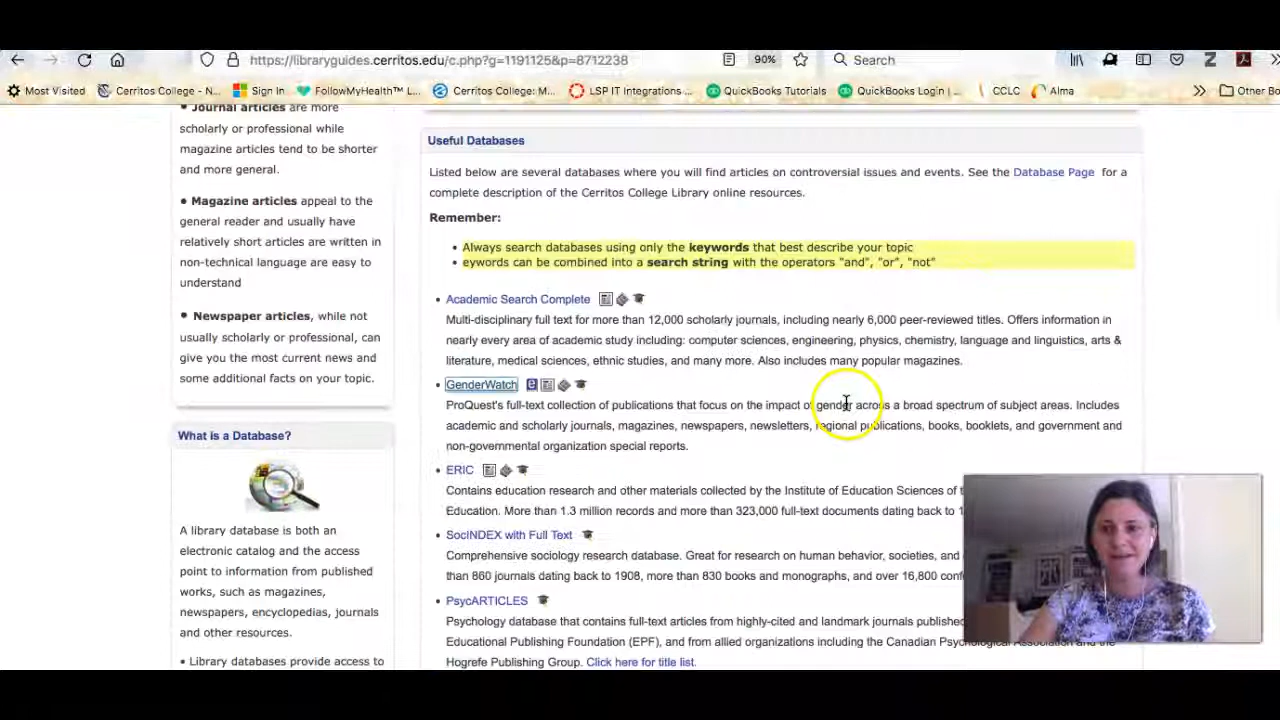 https://libraryguides.cerritos.edu/c.php?g=1191125&p=8712238
90%
Search
Most Visited
Cerritos College - N...
Sign In
FollowMyHealth™ L...
Cerritos College: M...
LSP IT Integrations ...
QuickBooks Tutorials
QuickBooks Login |...
CCLC
Alma
Other Bo
• Journal articles are more
scholarly or professional while
magazine articles tend to be shorter
and more general.
• Magazine articles appeal to the
general reader and usually have
relatively short articles are written in
non-technical language are easy to
understand
• Newspaper articles, while not
usually scholarly or professional, can
give you the most current news and
some additional facts on your topic.
What is a Database?
A library database is both an
electronic catalog and the access
point to information from published
works, such as magazines,
newspapers, encyclopedias, journals
and other resources.
• Library databases provide access to
Useful Databases
Listed below are several databases where you will find articles on controversial issues and events. See the Database Page for a
complete description of the Cerritos College Library online resources.
Remember:
• Always search databases using only the keywords that best describe your topic
• eywords can be combined into a search string with the operators "and", "or", "not"
• Academic Search Complete
Multi-disciplinary full text for more than 12,000 scholarly journals, including nearly 6,000 peer-reviewed titles. Offers information in
nearly every area of academic study including: computer sciences, engineering, physics, chemistry, language and linguistics, arts &
literature, medical sciences, ethnic studies, and many more. Also includes many popular magazines.
• GenderWatch
ProQuest's full-text collection of publications that focus on the impact of gender across a broad spectrum of subject areas. Includes
academic and scholarly journals, magazines, newspapers, newsletters, regional publications, books, booklets, and government and
non-governmental organization special reports.
• ERIC
Contains education research and other materials collected by the Institute of Education Sciences of t
Education. More than 1.3 million records and more than 323,000 full-text documents dating back to 1
• SocINDEX with Full Text
Comprehensive sociology research database. Great for research on human behavior, societies, and
than 860 journals dating back to 1908, more than 830 books and monographs, and over 16,800 conf
• PsycARTICLES
Psychology database that contains full-text articles from highly-cited and landmark journals published
Educational Publishing Foundation (EPF), and from allied organizations including the Canadian Psychological Association and the
Hogrefe Publishing Group. Click here for title list.